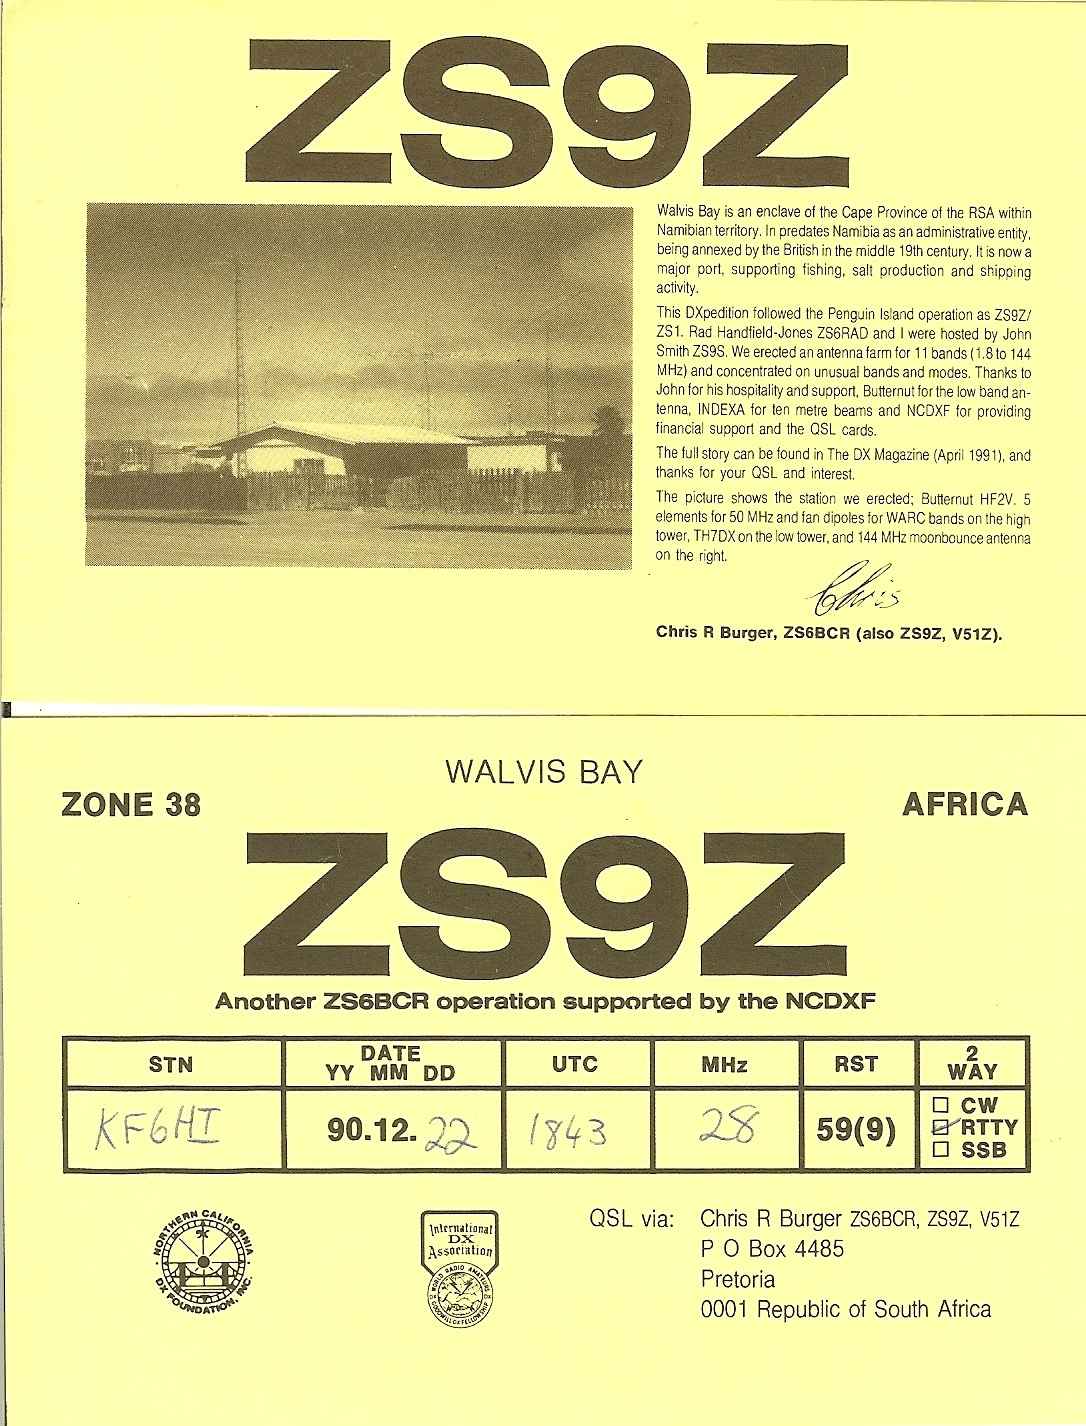 ZS9Z
Walvis Bay is an enclave of the Cape Province of the RSA within
Namibian territory. In predates Namibia as an administrative entity,
being annexed by the British in the middle 19th century. It is now a
major port, supporting fishing, salt production and shipping
activity.
This DXpedition followed the Penguin Island operation as ZS9Z/
ZS1. Rad Handfield-Jones ZS6RAD and I were hosted by John
Smith ZS9S. We erected an antenna farm for 11 bands (1.8 to 144
MHz) and concentrated on unusual bands and modes. Thanks to
John for his hospitality and support, Butternut for the low band an-
tenna, INDEXA for ten metre beams and NCDXF for providing
financial support and the QSL cards.
The full story can be found in The DX Magazine (April 1991), and
thanks for your QSL and interest.
The picture shows the station we erected; Butternut HF2V. 5
elements for 50 MHz and fan dipoles for WARC bands on the high
tower, TH7DX on the low tower, and 144 MHz moonbounce antenna
on the right.
Chris
Chris R Burger, ZS6BCR (also ZS9Z, V51Z).
WALVIS BAY
ZONE 38 AFRICA
ZS9Z
Another ZS6BCR operation supported by the NCDXF
STN DATE YY MM DD UTC MHz RST 2 WAY
KF6HI 90.12.22 1843 28 59(9)
CW
RTTY
SSB
NORTHERN CALIFORNIA
DX FOUNDATION, INC.
International
DX
Association
WORLD RADIO AMATEURS
GOODWILL DX FELLOWSHIP
QSL via: Chris R Burger ZS6BCR, ZS9Z, V51Z
P O Box 4485
Pretoria
0001 Republic of South Africa